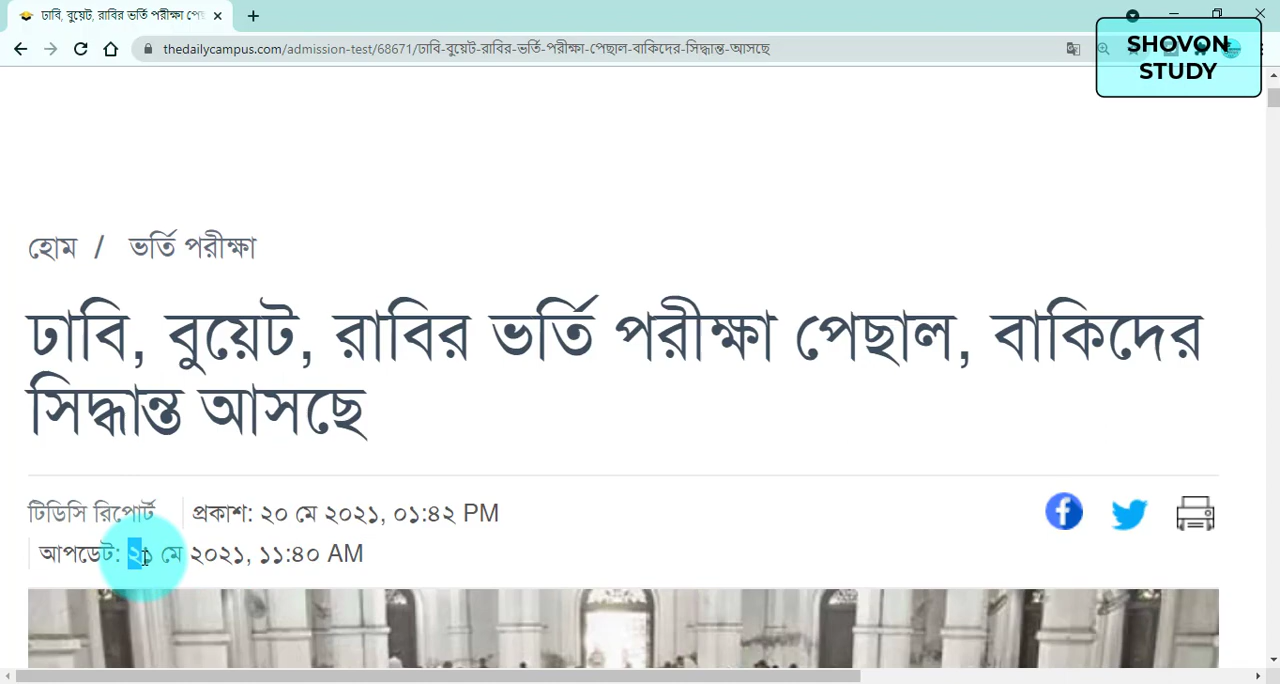 ঢাবি, বুয়েট, রাবির ভর্তি পরীক্ষা পেছ
thedailycampus.com/admission-test/68671/ঢাবি-বুয়েট-রাবির-ভর্তি-পরীক্ষা-পেছাল-বাকিদের-সিদ্ধান্ত-আসছে
SHOVON
STUDY
হোম / ভর্তি পরীক্ষা
ঢাবি, বুয়েট, রাবির ভর্তি পরীক্ষা পেছাল, বাকিদের
সিদ্ধান্ত আসছে
টিডিসি রিপোর্ট
প্রকাশ: ২০ মে ২০২১, ০১:৪২ PM
আপডেট: ২১ মে ২০২১, ১১:৪০ AM